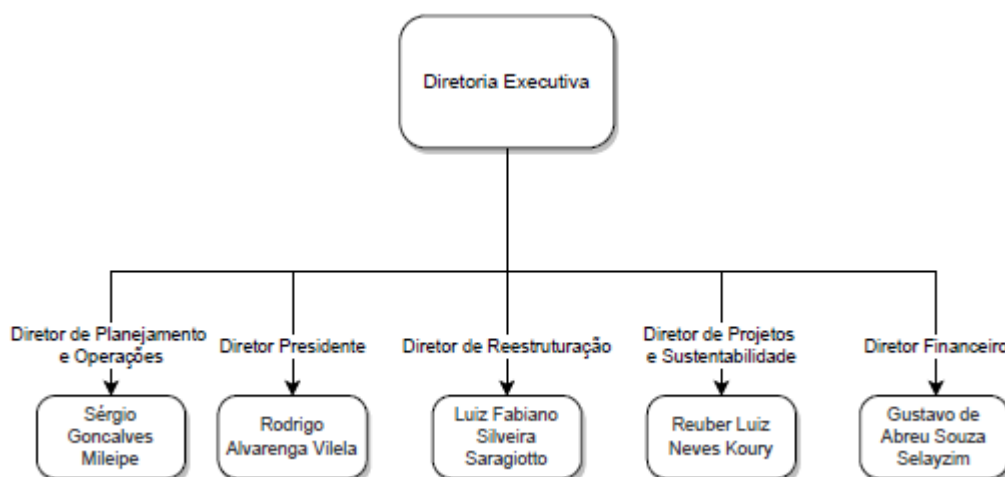 Diretoria Executiva
Diretor de Planejamento
e Operações
Diretor Presidente
Diretor de Reestruturação
Diretor de Projetos
e Sustentabilidade
Diretor Financeiro
Sérgio
Goncalves
Mileipe
Rodrigo
Alvarenga Vilela
Luiz Fabiano
Silveira
Saragiotto
Reuber Luiz
Neves Koury
Gustavo de
Abreu Souza
Selayzim